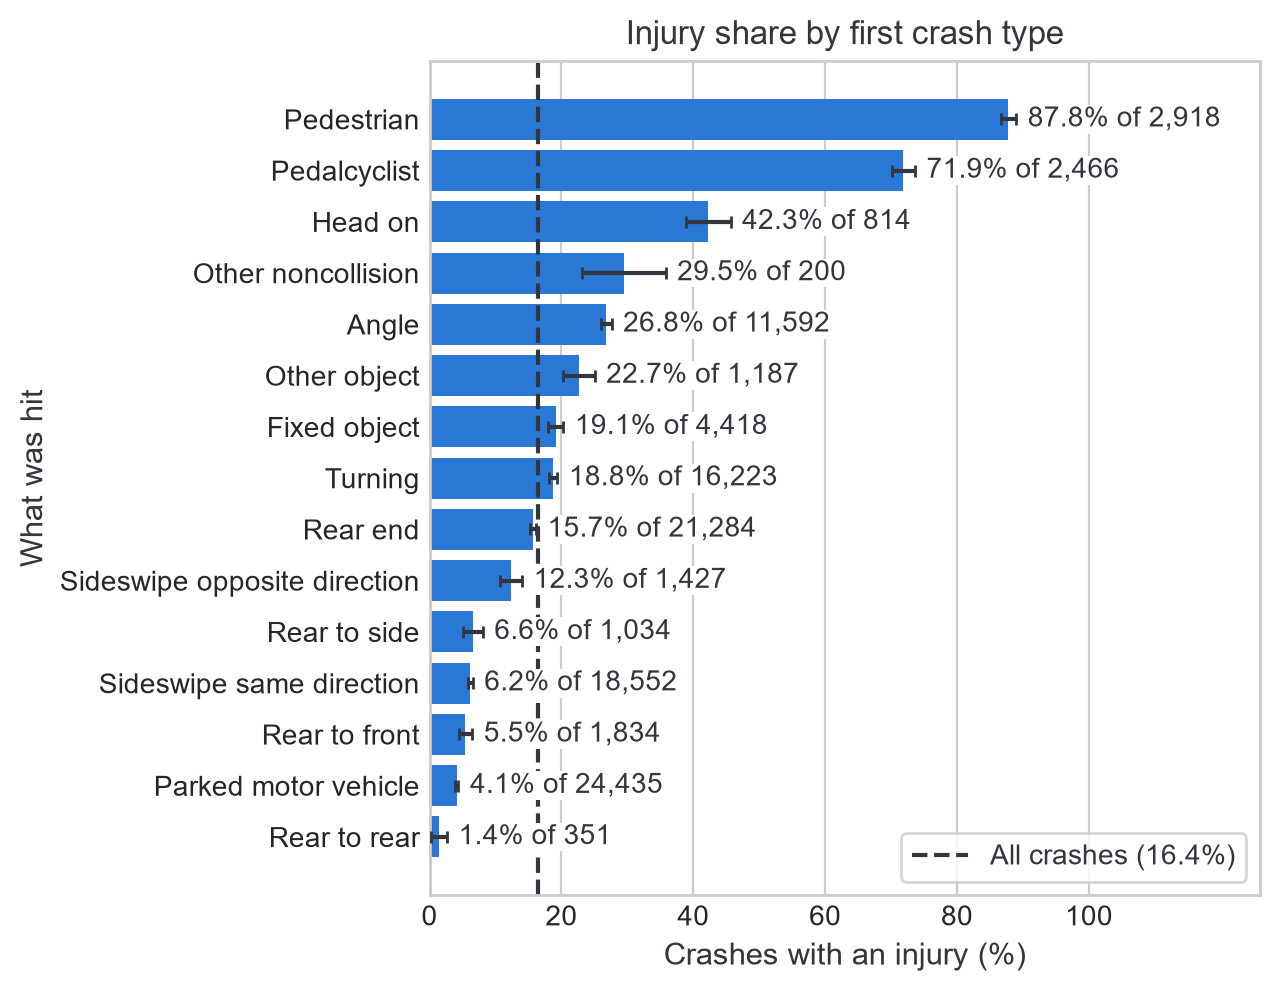 Injury share by first crash type
What was hit
Pedestrian
87.8% of 2,918
Pedalcyclist
71.9% of 2,466
Head on
42.3% of 814
Other noncollision
29.5% of 200
Angle
26.8% of 11,592
Other object
22.7% of 1,187
Fixed object
19.1% of 4,418
Turning
18.8% of 16,223
Rear end
15.7% of 21,284
Sideswipe opposite direction
12.3% of 1,427
Rear to side
6.6% of 1,034
Sideswipe same direction
6.2% of 18,552
Rear to front
5.5% of 1,834
Parked motor vehicle
4.1% of 24,435
Rear to rear
1.4% of 351
All crashes (16.4%)
0 20 40 60 80 100
Crashes with an injury (%)